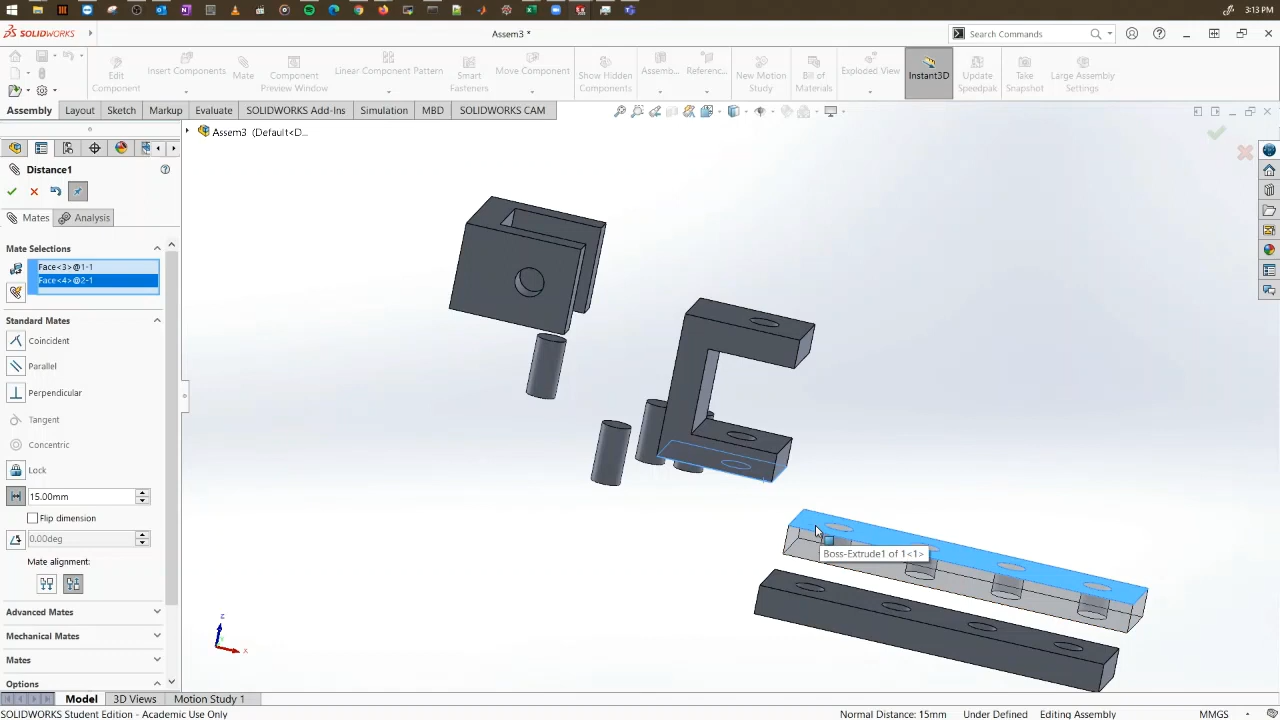 3:13 PM
SOLIDWORKS
Assem3 *
Search Commands
Edit Component
Insert Components
Mate
Component Preview Window
Linear Component Pattern
Smart Fasteners
Move Component
Show Hidden Components
Assemb...
Referenc...
New Motion Study
Bill of Materials
Exploded View
Instant3D
Update Speedpak
Take Snapshot
Large Assembly Settings
Assembly
Layout
Sketch
Markup
Evaluate
SOLIDWORKS Add-Ins
Simulation
MBD
SOLIDWORKS CAM
Assem3 (Default<D...
Distance1
Mates
Analysis
Mate Selections
Face<3>@1-1
Face<4>@2-1
Standard Mates
Coincident
Parallel
Perpendicular
Tangent
Concentric
Lock
15.00mm
Flip dimension
0.00deg
Mate alignment:
Advanced Mates
Mechanical Mates
Mates
Options
Boss-Extrude1 of 1<1>
Z
X
Model
3D Views
Motion Study 1
SOLIDWORKS Student Edition - Academic Use Only
Normal Distance: 15mm
Under Defined
Editing Assembly
MMGS